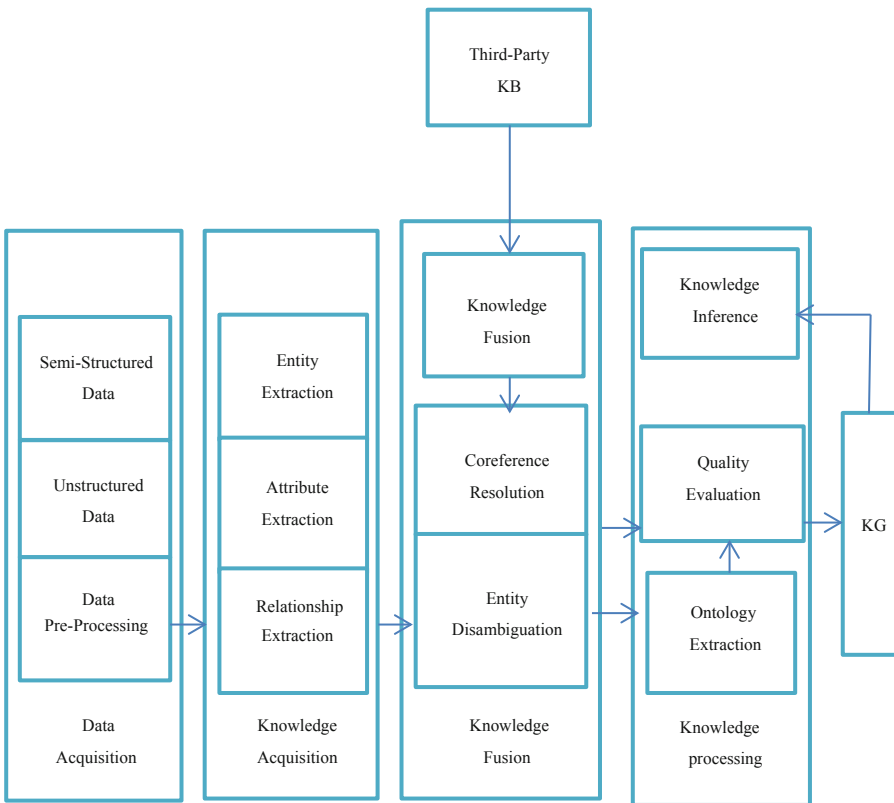 Third-Party
KB
Semi-Structured
Data
Unstructured
Data
Data
Pre-Processing
Data
Acquisition
Entity
Extraction
Attribute
Extraction
Relationship
Extraction
Knowledge
Acquisition
Knowledge
Fusion
Coreference
Resolution
Entity
Disambiguation
Knowledge
Fusion
Knowledge
Inference
Quality
Evaluation
Ontology
Extraction
Knowledge
processing
KG